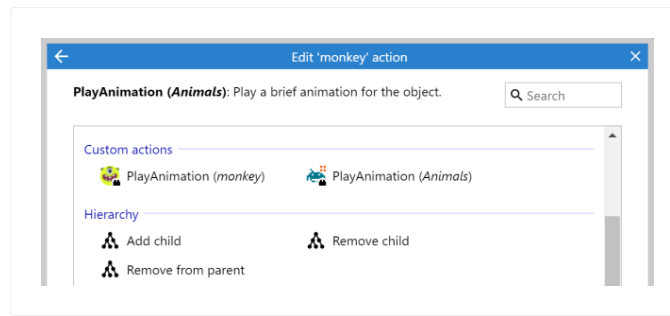 Edit 'monkey' action
PlayAnimation (Animals): Play a brief animation for the object.
Search
Custom actions
PlayAnimation (monkey) PlayAnimation (Animals)
Hierarchy
Add child Remove child
Remove from parent